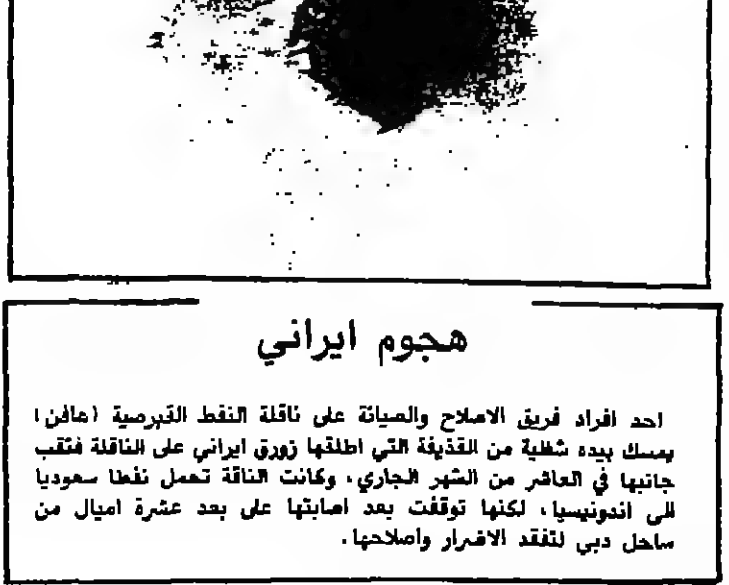 هجوم ايراني
احد افراد فريق الاصلاح والصيانة على ناقلة النفط القبرصية (هافن)
يمسك بيده شظية من القذيفة التي اطلقها زورق ايراني على الناقلة فثقب
جانبها في العاشر من الشهر الجاري، وكانت الناقة تحمل نفطا سعوديا
الى اندونيسيا، لكنها توقفت بعد اصابتها على بعد عشرة اميال من
ساحل دبي لتفقد الاضرار واصلاحها.